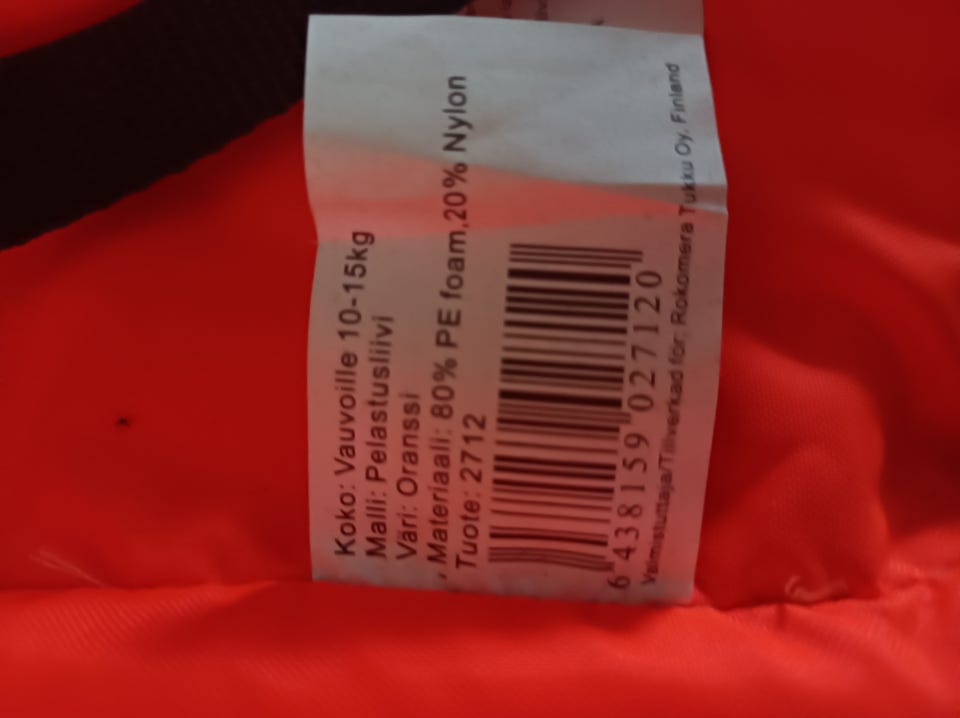 Koko: Vauvoille 10-15kg
Malli: Pelastusliivi
Väri: Oranssi
Materiaali: 80% PE foam,20% Nylon
Tuote: 2712
6 438159 027120
Valmistuttaja/Tillverkad för: Rokomera Tukku Oy, Finland